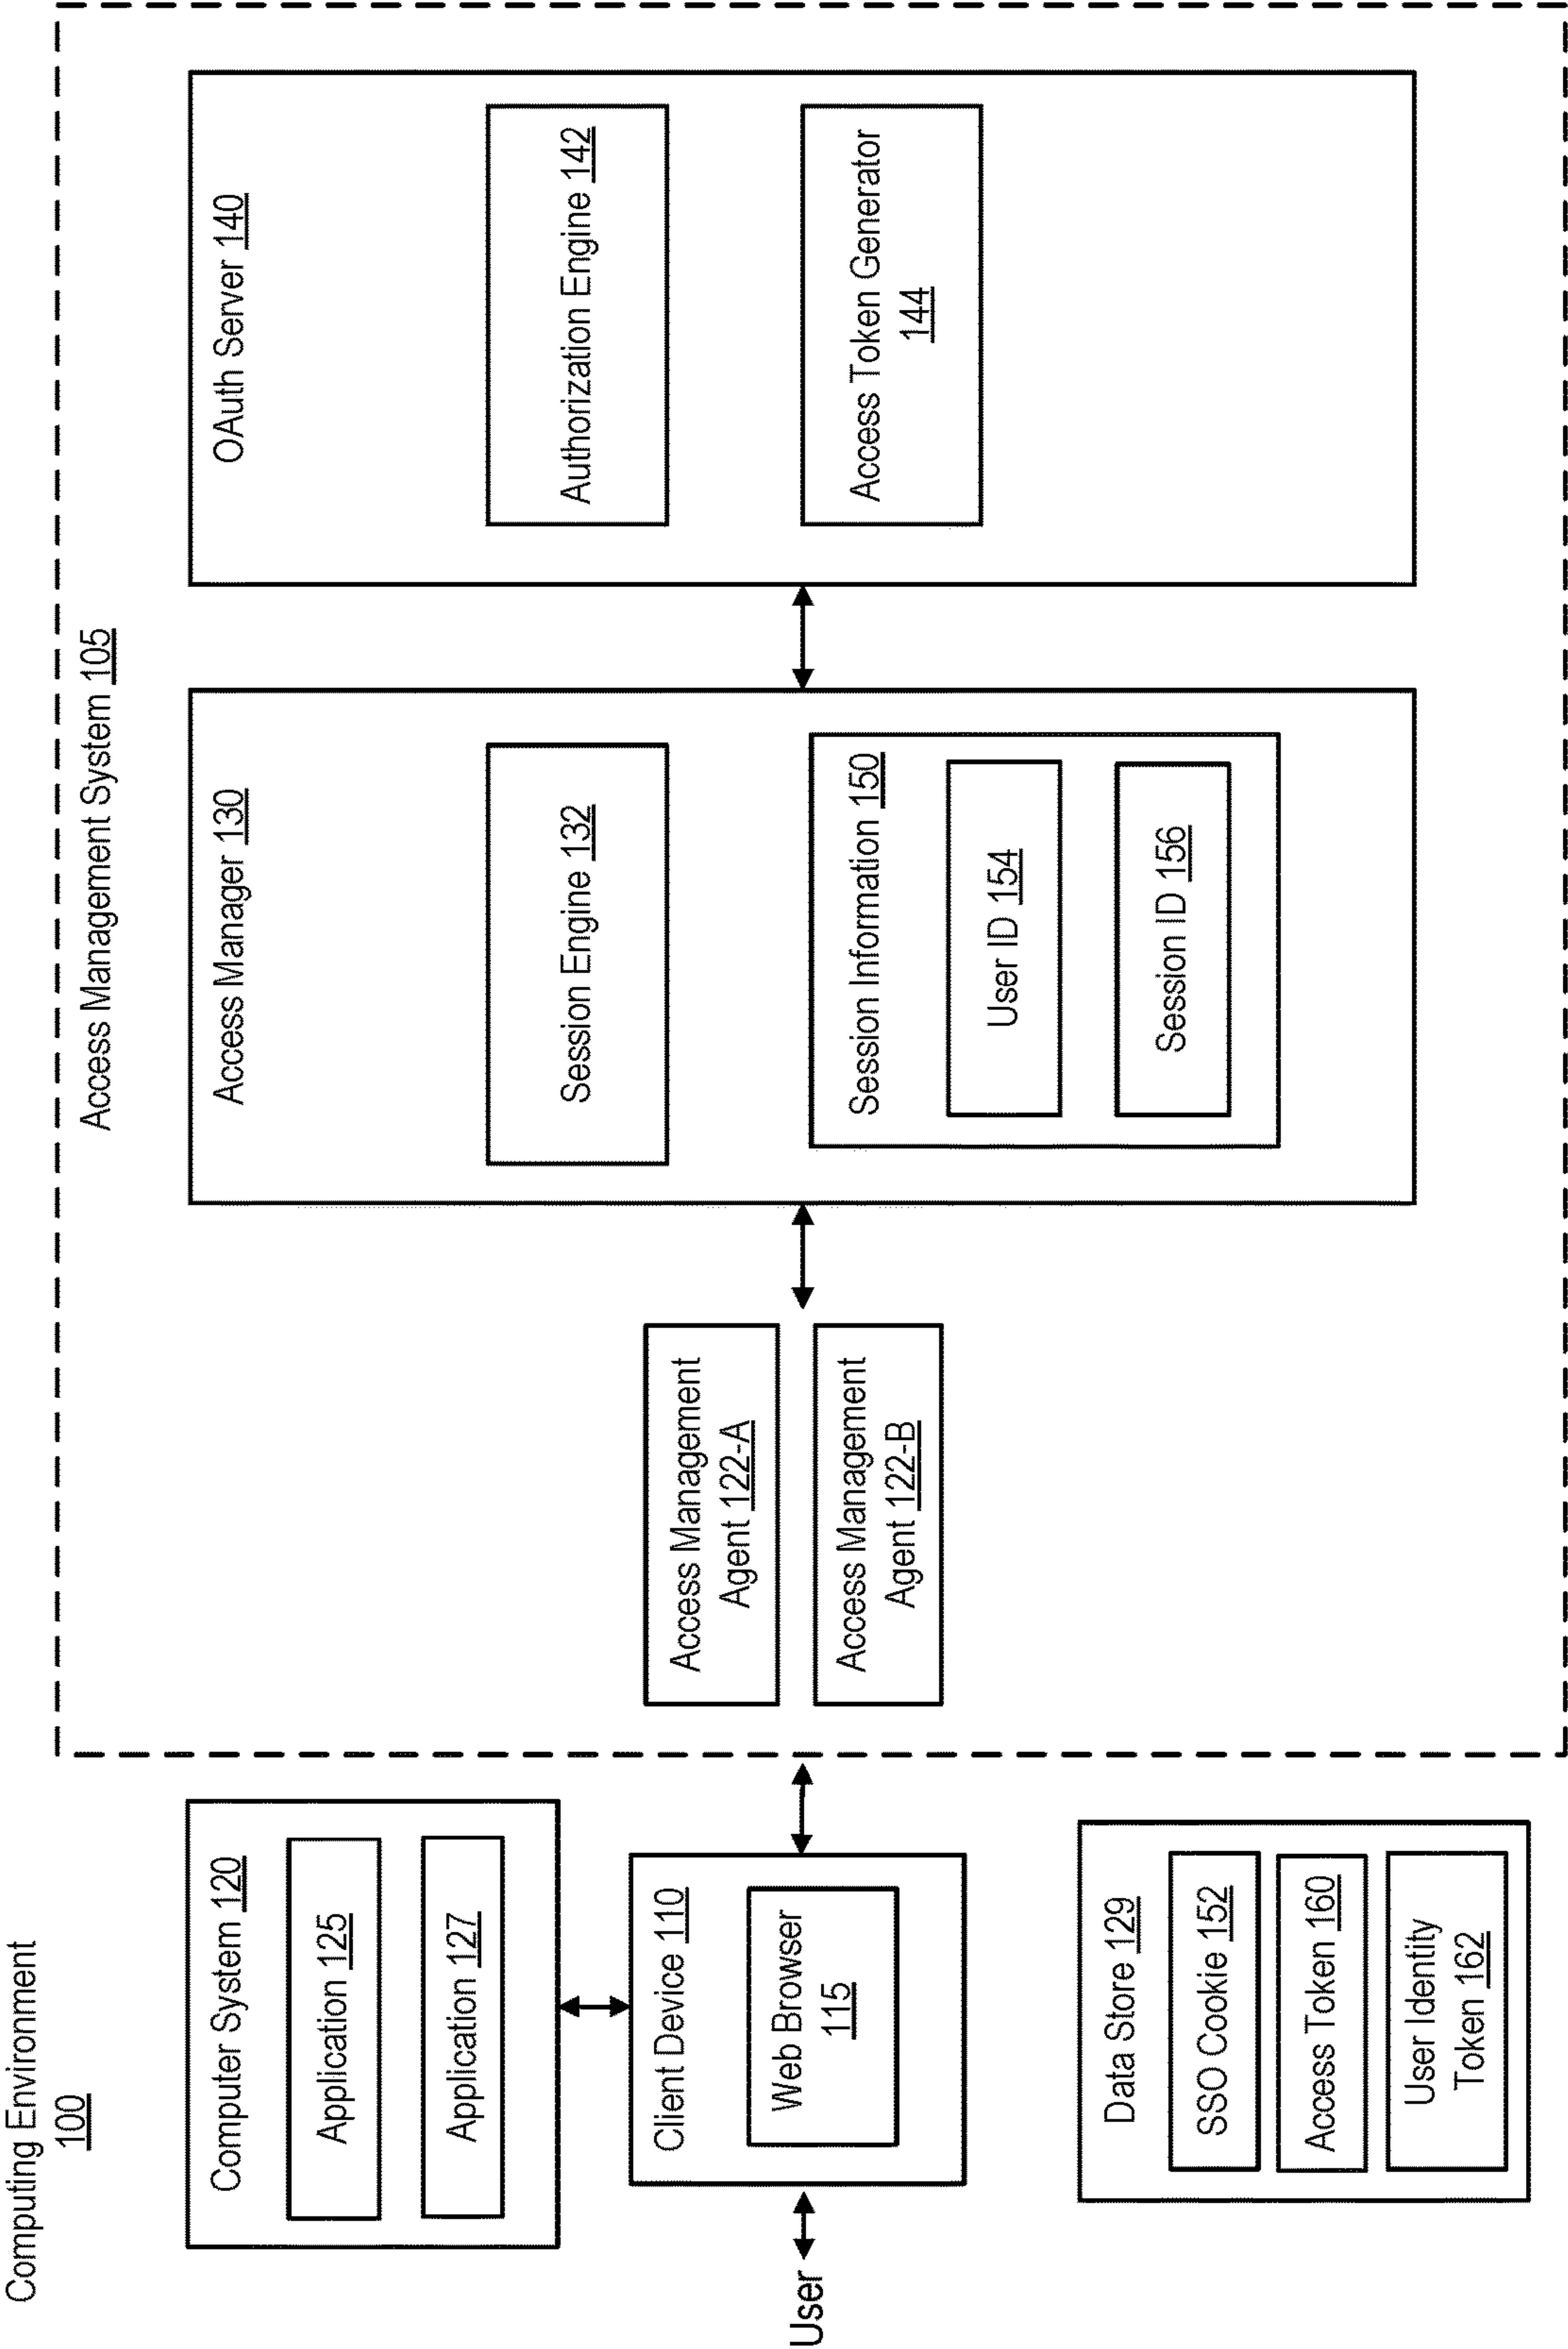 Computing Environment
100
Access Management System 105
Computer System 120
Application 125
Application 127
User
Client Device 110
Web Browser
115
Data Store 129
SSO Cookie 152
Access Token 160
User Identity
Token 162
Access Management
Agent 122-A
Access Management
Agent 122-B
Access Manager 130
Session Engine 132
Session Information 150
User ID 154
Session ID 156
OAuth Server 140
Authorization Engine 142
Access Token Generator
144